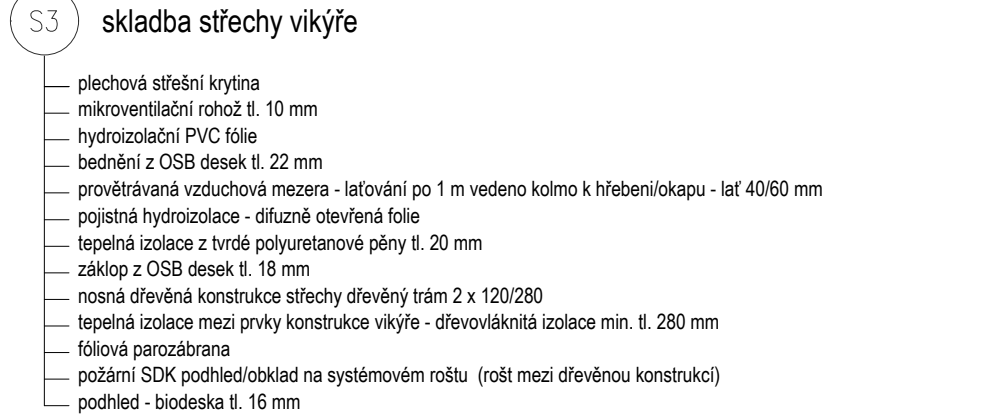 S3 skladba střechy vikýře
plechová střešní krytina
mikroventilační rohož tl. 10 mm
hydroizolační PVC fólie
bednění z OSB desek tl. 22 mm
provětrávaná vzduchová mezera - laťování po 1 m vedeno kolmo k hřebeni/okapu - lať 40/60 mm
pojistná hydroizolace - difuzně otevřená folie
tepelná izolace z tvrdé polyuretanové pěny tl. 20 mm
záklop z OSB desek tl. 18 mm
nosná dřevěná konstrukce střechy dřevěný trám 2 x 120/280
tepelná izolace mezi prvky konstrukce vikýře - dřevovláknitá izolace min. tl. 280 mm
fóliová parozábrana
požární SDK podhled/obklad na systémovém roštu (rošt mezi dřevěnou konstrukcí)
podhled - biodeska tl. 16 mm